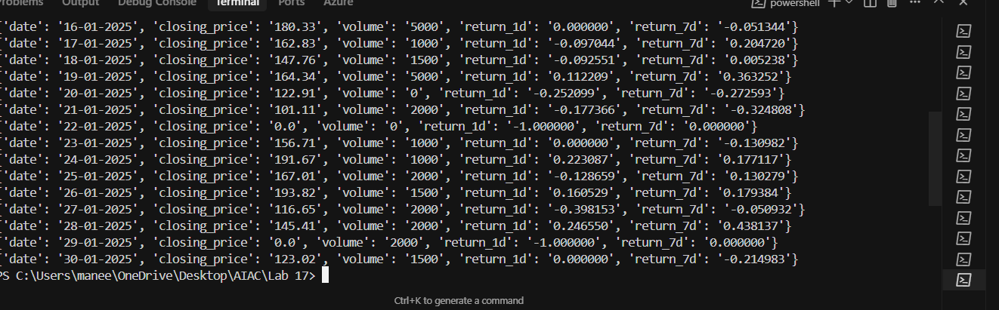 Problems Output Debug Console Terminal Ports Azure powershell
{'date': '16-01-2025', 'closing_price': '180.33', 'volume': '5000', 'return_1d': '0.000000', 'return_7d': '-0.051344'}
{'date': '17-01-2025', 'closing_price': '162.83', 'volume': '1000', 'return_1d': '-0.097044', 'return_7d': '0.204720'}
{'date': '18-01-2025', 'closing_price': '147.76', 'volume': '1500', 'return_1d': '-0.092551', 'return_7d': '0.005238'}
{'date': '19-01-2025', 'closing_price': '164.34', 'volume': '5000', 'return_1d': '0.112209', 'return_7d': '0.363252'}
{'date': '20-01-2025', 'closing_price': '122.91', 'volume': '0', 'return_1d': '-0.252099', 'return_7d': '-0.272593'}
{'date': '21-01-2025', 'closing_price': '101.11', 'volume': '2000', 'return_1d': '-0.177366', 'return_7d': '-0.324808'}
{'date': '22-01-2025', 'closing_price': '0.0', 'volume': '0', 'return_1d': '-1.000000', 'return_7d': '0.000000'}
{'date': '23-01-2025', 'closing_price': '156.71', 'volume': '1000', 'return_1d': '0.000000', 'return_7d': '-0.130982'}
{'date': '24-01-2025', 'closing_price': '191.67', 'volume': '1000', 'return_1d': '0.223087', 'return_7d': '0.177117'}
{'date': '25-01-2025', 'closing_price': '167.01', 'volume': '2000', 'return_1d': '-0.128659', 'return_7d': '0.130279'}
{'date': '26-01-2025', 'closing_price': '193.82', 'volume': '1500', 'return_1d': '0.160529', 'return_7d': '0.179384'}
{'date': '27-01-2025', 'closing_price': '116.65', 'volume': '2000', 'return_1d': '-0.398153', 'return_7d': '-0.050932'}
{'date': '28-01-2025', 'closing_price': '145.41', 'volume': '2000', 'return_1d': '0.246550', 'return_7d': '0.438137'}
{'date': '29-01-2025', 'closing_price': '0.0', 'volume': '2000', 'return_1d': '-1.000000', 'return_7d': '0.000000'}
{'date': '30-01-2025', 'closing_price': '123.02', 'volume': '1500', 'return_1d': '0.000000', 'return_7d': '-0.214983'}
PS C:\Users\manee\OneDrive\Desktop\AIAC\Lab 17>
Ctrl+K to generate a command